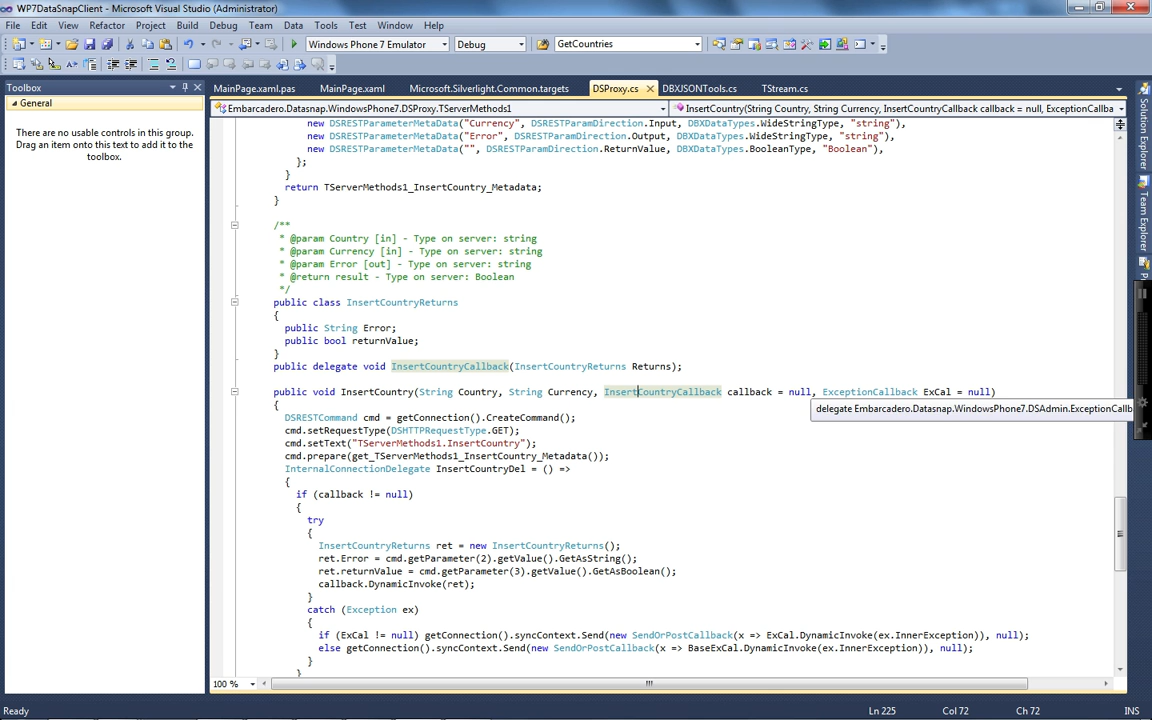 WP7DataSnapClient - Microsoft Visual Studio (Administrator)
File Edit View Refactor Project Build Debug Team Data Tools Test Window Help
Windows Phone 7 Emulator Debug GetCountries
Toolbox
General
There are no usable controls in this group.
Drag an item onto this text to add it to the
toolbox.
MainPage.xaml.pas MainPage.xaml Microsoft.Silverlight.Common.targets DSProxy.cs DBXJSONTools.cs TStream.cs
Embarcadero.Datasnap.WindowsPhone7.DSProxy.TServerMethods1 InsertCountry(String Country, String Currency, InsertCountryCallback callback = null, ExceptionCallba
new DSRESTParameterMetaData("Currency", DSRESTParamDirection.Input, DBXDataTypes.WideStringType, "string"),
new DSRESTParameterMetaData("Error", DSRESTParamDirection.Output, DBXDataTypes.WideStringType, "string"),
new DSRESTParameterMetaData("", DSRESTParamDirection.ReturnValue, DBXDataTypes.BooleanType, "Boolean"),
};
}
return TServerMethods1_InsertCountry_Metadata;
}
/**
* @param Country [in] - Type on server: string
* @param Currency [in] - Type on server: string
* @param Error [out] - Type on server: string
* @return result - Type on server: Boolean
*/
public class InsertCountryReturns
{
public String Error;
public bool returnValue;
}
public delegate void InsertCountryCallback(InsertCountryReturns Returns);
public void InsertCountry(String Country, String Currency, InsertCountryCallback callback = null, ExceptionCallback ExCal = null)
{
delegate Embarcadero.Datasnap.WindowsPhone7.DSAdmin.ExceptionCallb
DSRESTCommand cmd = getConnection().CreateCommand();
cmd.setRequestType(DSHTTPRequestType.GET);
cmd.setText("TServerMethods1.InsertCountry");
cmd.prepare(get_TServerMethods1_InsertCountry_Metadata());
InternalConnectionDelegate InsertCountryDel = () =>
{
if (callback != null)
{
try
{
InsertCountryReturns ret = new InsertCountryReturns();
ret.Error = cmd.getParameter(2).getValue().GetAsString();
ret.returnValue = cmd.getParameter(3).getValue().GetAsBoolean();
callback.DynamicInvoke(ret);
}
catch (Exception ex)
{
if (ExCal != null) getConnection().syncContext.Send(new SendOrPostCallback(x => ExCal.DynamicInvoke(ex.InnerException)), null);
else getConnection().syncContext.Send(new SendOrPostCallback(x => BaseExCal.DynamicInvoke(ex.InnerException)), null);
}
}
100 %
Solution Explorer
Team Explorer
Ready Ln 225 Col 72 Ch 72 INS